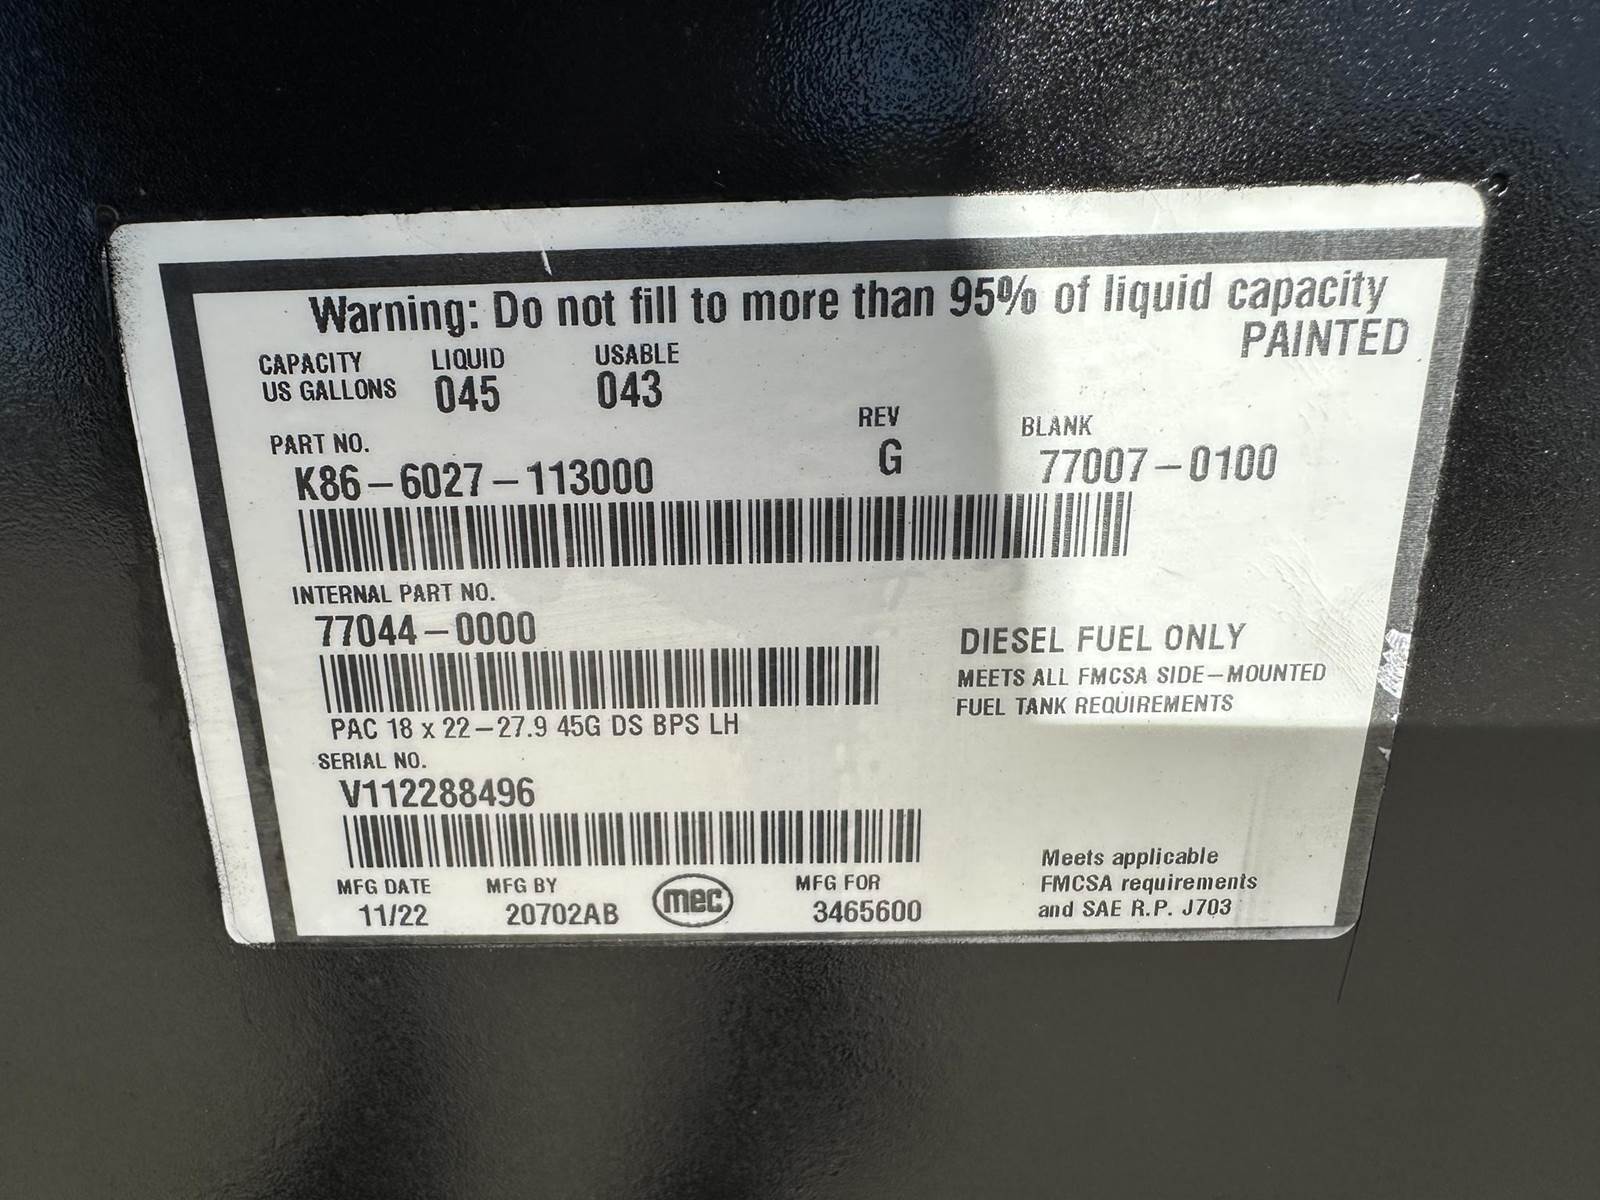 Warning: Do not fill to more than 95% of liquid capacity
PAINTED
CAPACITY LIQUID USABLE
US GALLONS 045 043
PART NO. REV BLANK
K86-6027-113000 G 77007-0100
INTERNAL PART NO.
77044-0000
DIESEL FUEL ONLY
MEETS ALL FMCSA SIDE-MOUNTED
FUEL TANK REQUIREMENTS
PAC 18 x 22-27.9 45G DS BPS LH
SERIAL NO.
V112288496
MFG DATE MFG BY mec MFG FOR
11/22 20702AB 3465600
Meets applicable
FMCSA requirements
and SAE R.P. J703